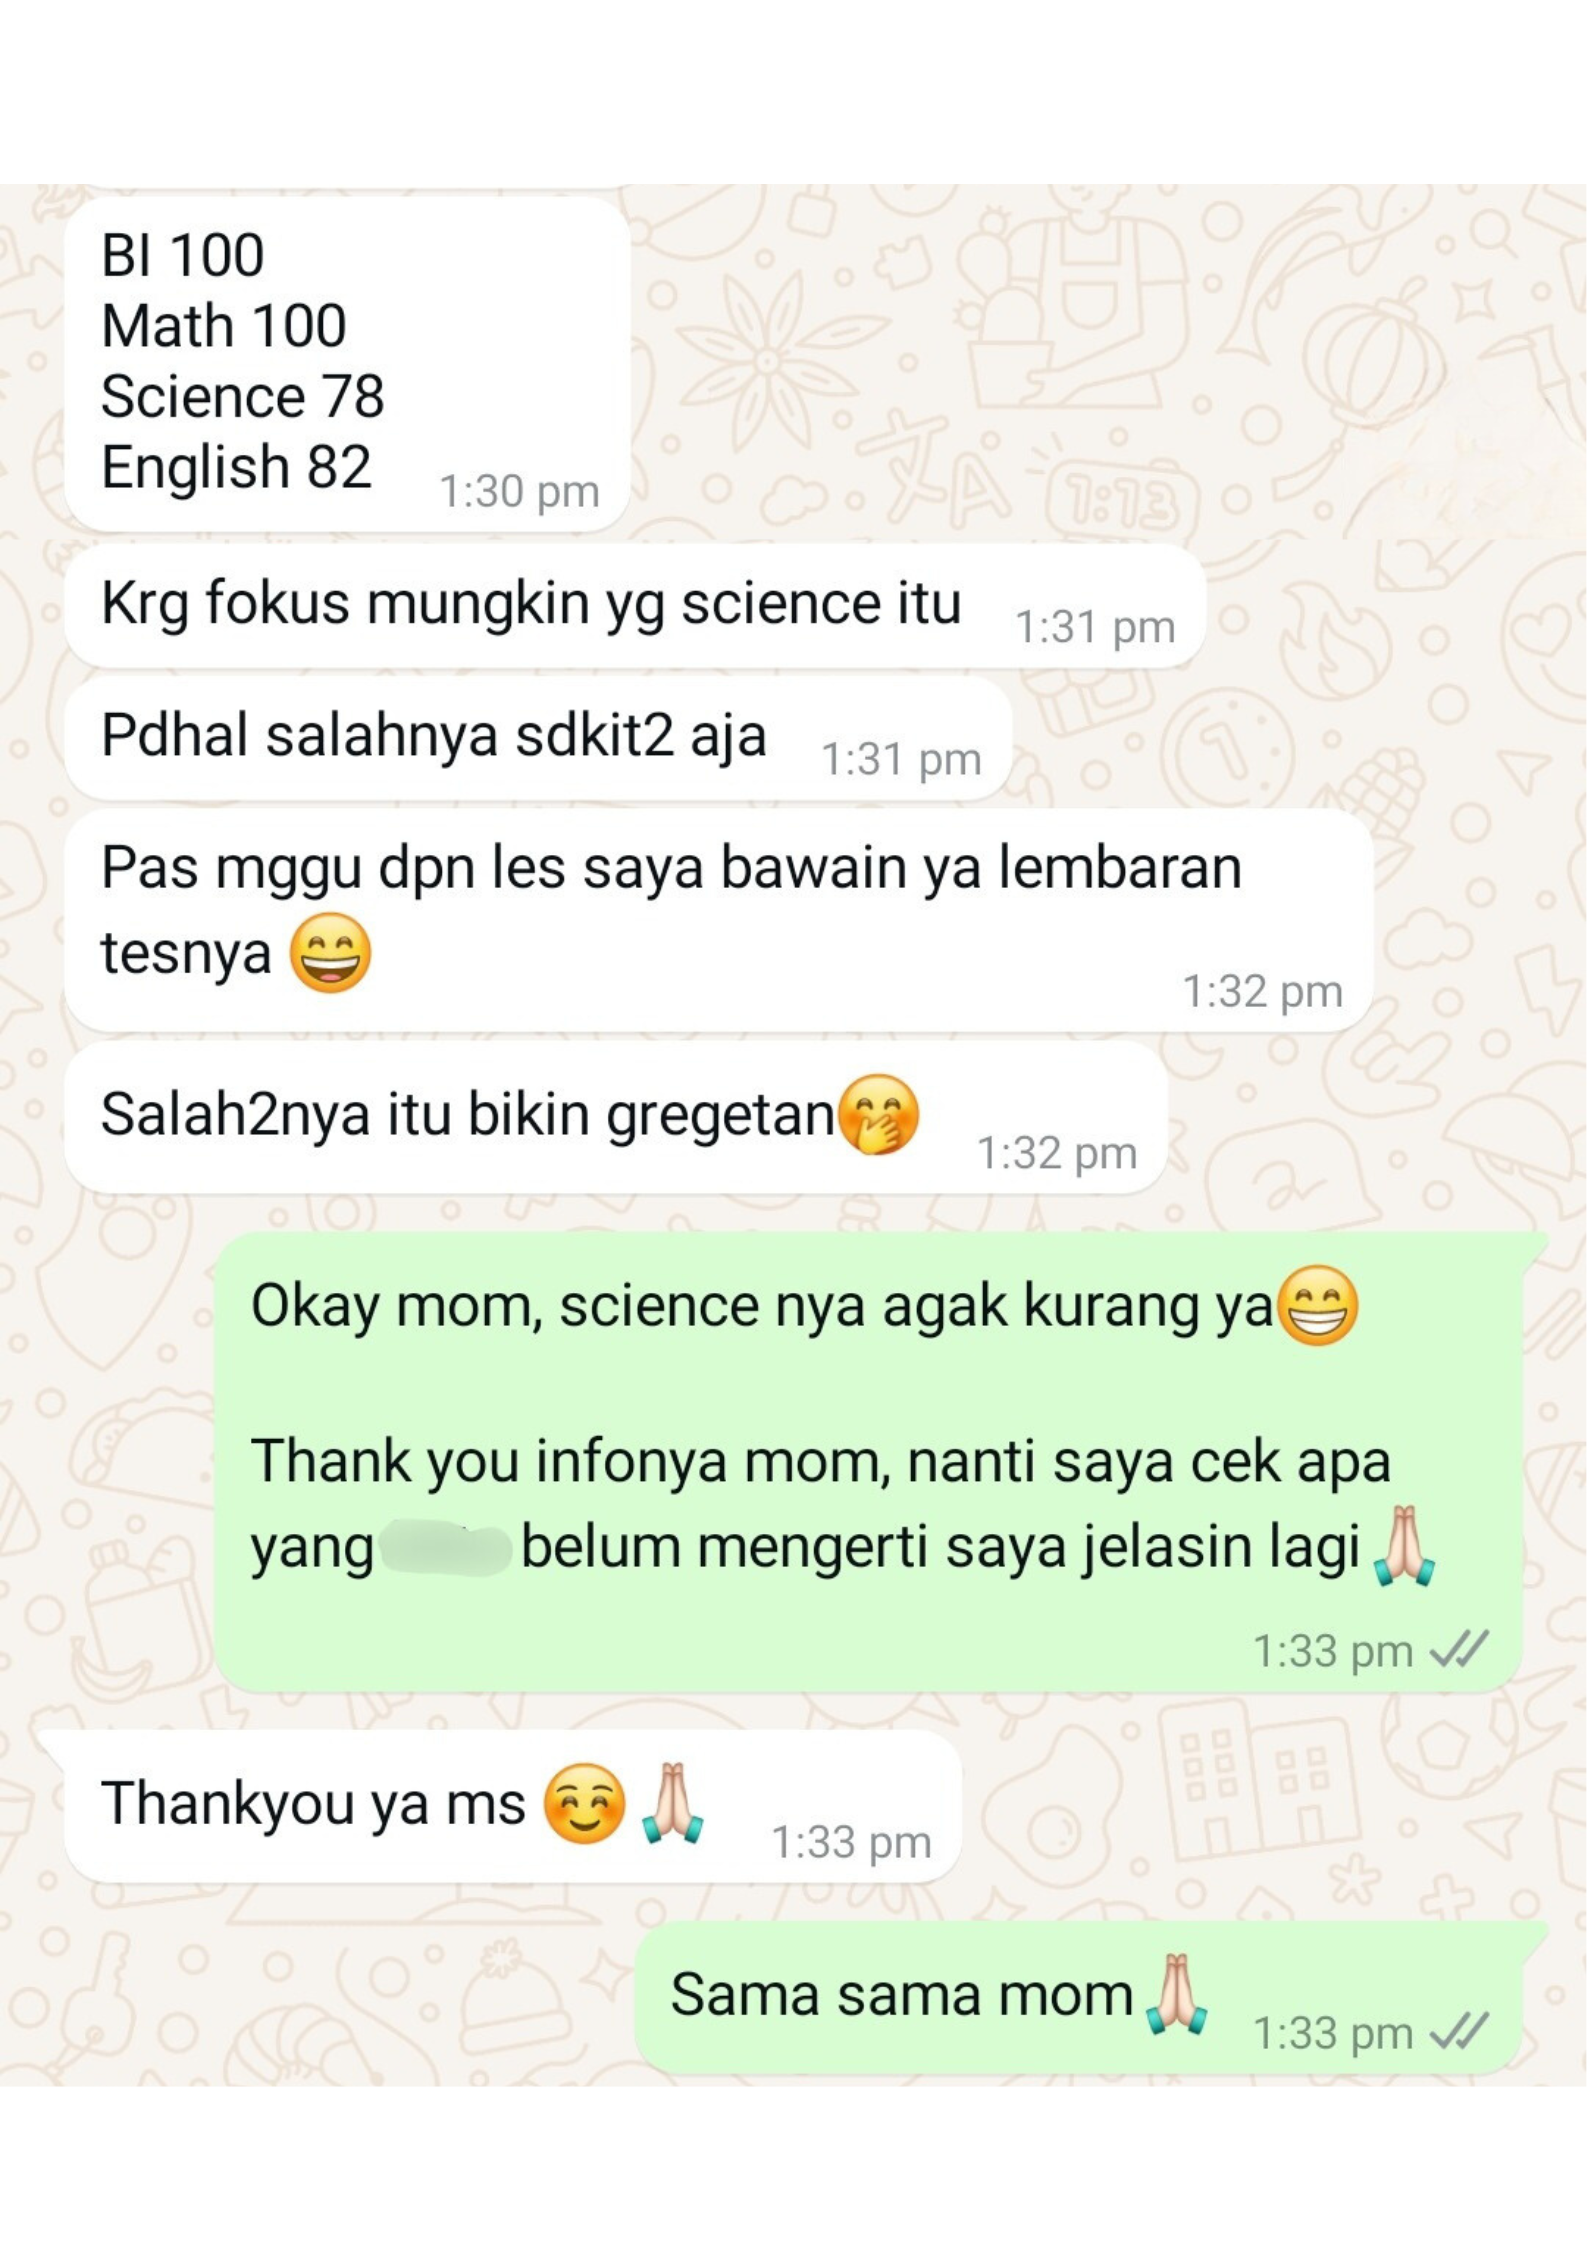 BI 100
Math 100
Science 78
English 82
1:30 pm
Krg fokus mungkin yg science itu
1:31 pm
Pdhal salahnya sdkit2 aja
1:31 pm
Pas mggu dpn les saya bawain ya lembaran
tesnya 😄
1:32 pm
Salah2nya itu bikin gregetan🤭
1:32 pm
Okay mom, science nya agak kurang ya😁
Thank you infonya mom, nanti saya cek apa
yang belum mengerti saya jelasin lagi🙏🏻
1:33 pm
Thankyou ya ms ☺️🙏🏻
1:33 pm
Sama sama mom🙏🏻
1:33 pm